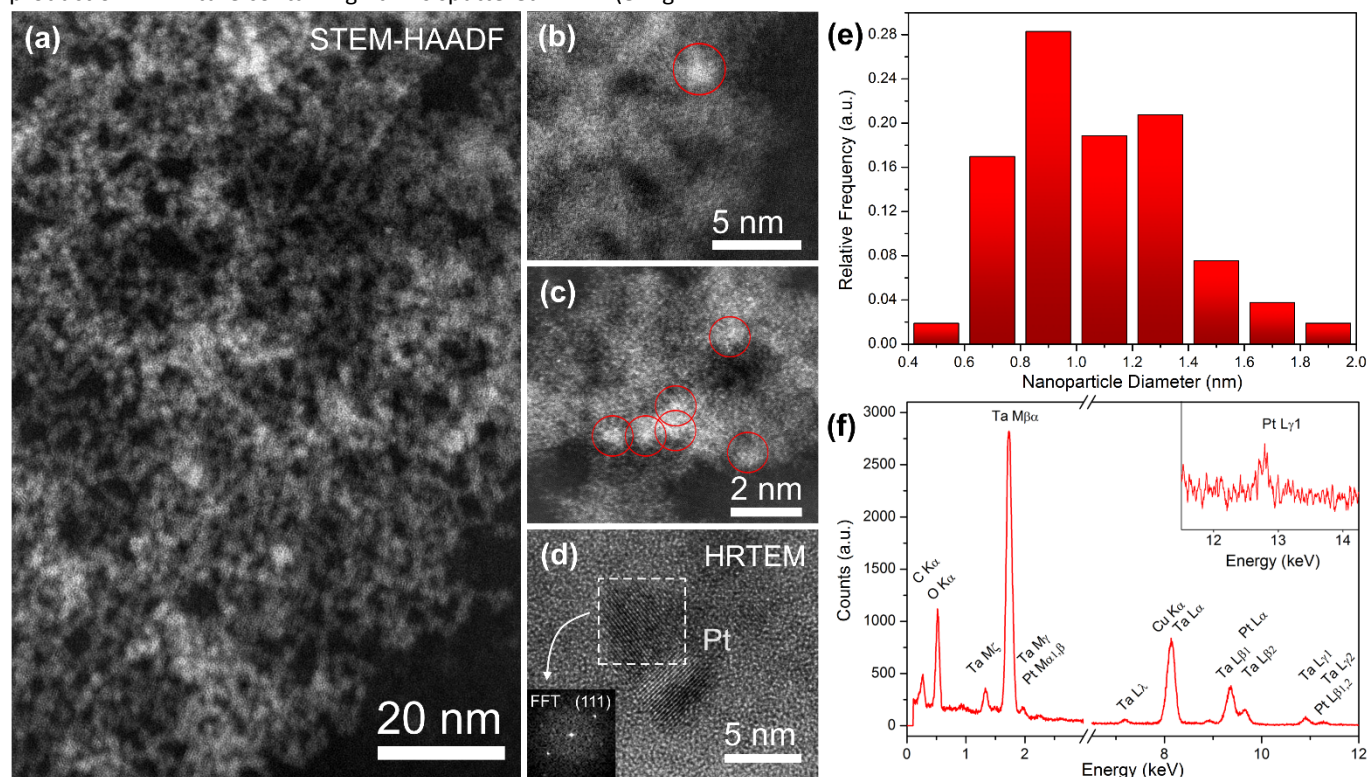 (a)
STEM-HAADF
20 nm
(b)
5 nm
(c)
2 nm
(d)
HRTEM
Pt
FFT (111)
5 nm
(e)
Relative Frequency (a.u.)
0.28
0.24
0.20
0.16
0.12
0.08
0.04
0.00
0.4 0.6 0.8 1.0 1.2 1.4 1.6 1.8 2.0
Nanoparticle Diameter (nm)
(f)
Counts (a.u.)
3000
2500
2000
1500
1000
500
0
C Kα
O Kα
Ta Mζ
Ta Mβα
Ta Mγ
Pt Mα1,β
Ta Lλ
Cu Kα
Ta Lα
Ta Lβ1
Pt Lα
Ta Lβ2
Ta Lγ1
Ta Lγ2
Pt Lβ1,2
0 1 2 8 10 12
Energy (keV)
Pt Lγ1
12 13 14
Energy (keV)